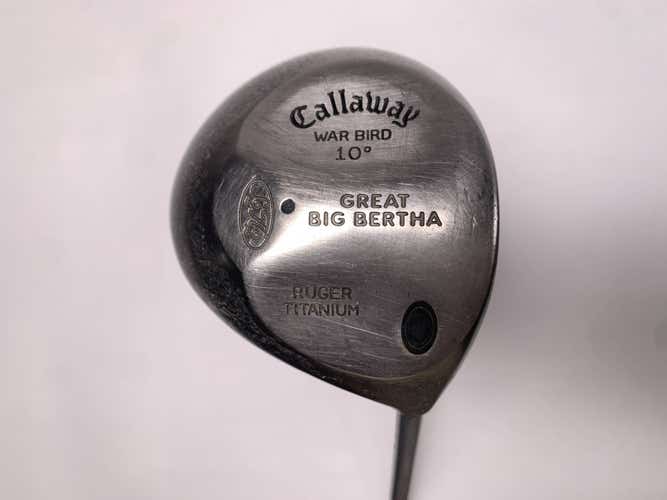 Callaway
WAR BIRD
10°
GREAT
BIG BERTHA
RUGER
TITANIUM